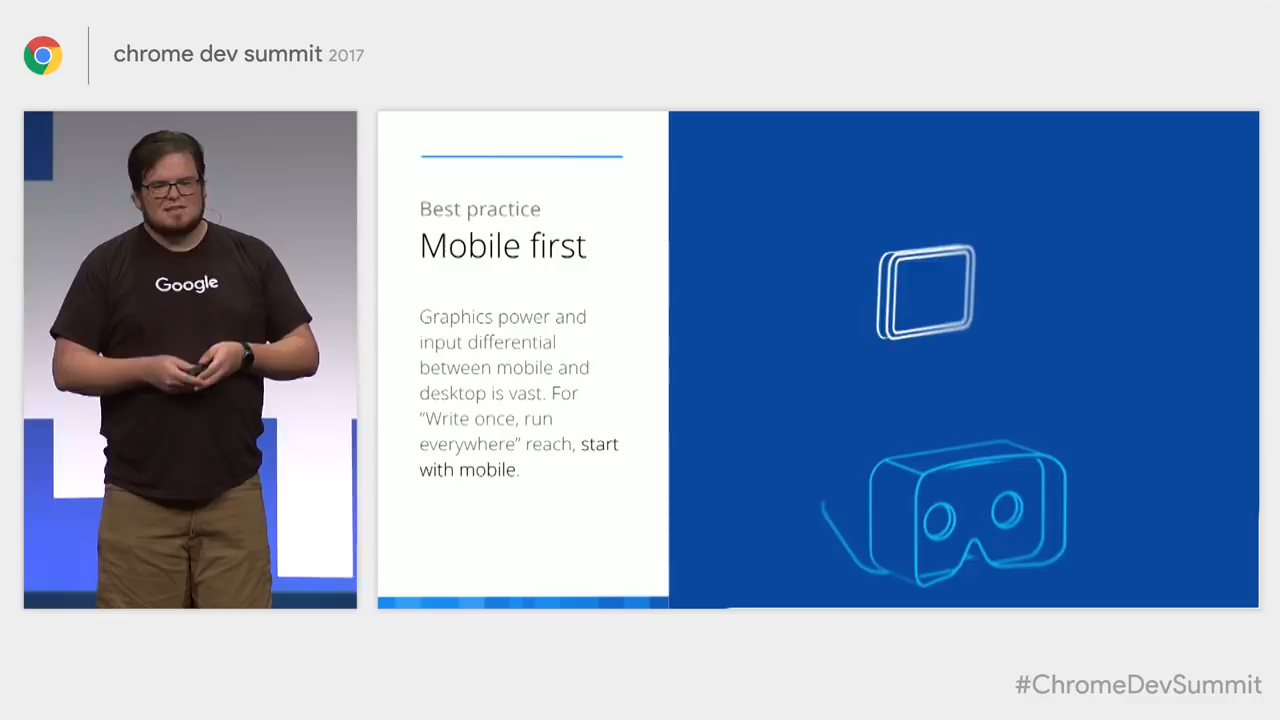 chrome dev summit 2017
Google
Best practice
Mobile first
Graphics power and
input differential
between mobile and
desktop is vast. For
"Write once, run
everywhere" reach, start
with mobile.
#ChromeDevSummit